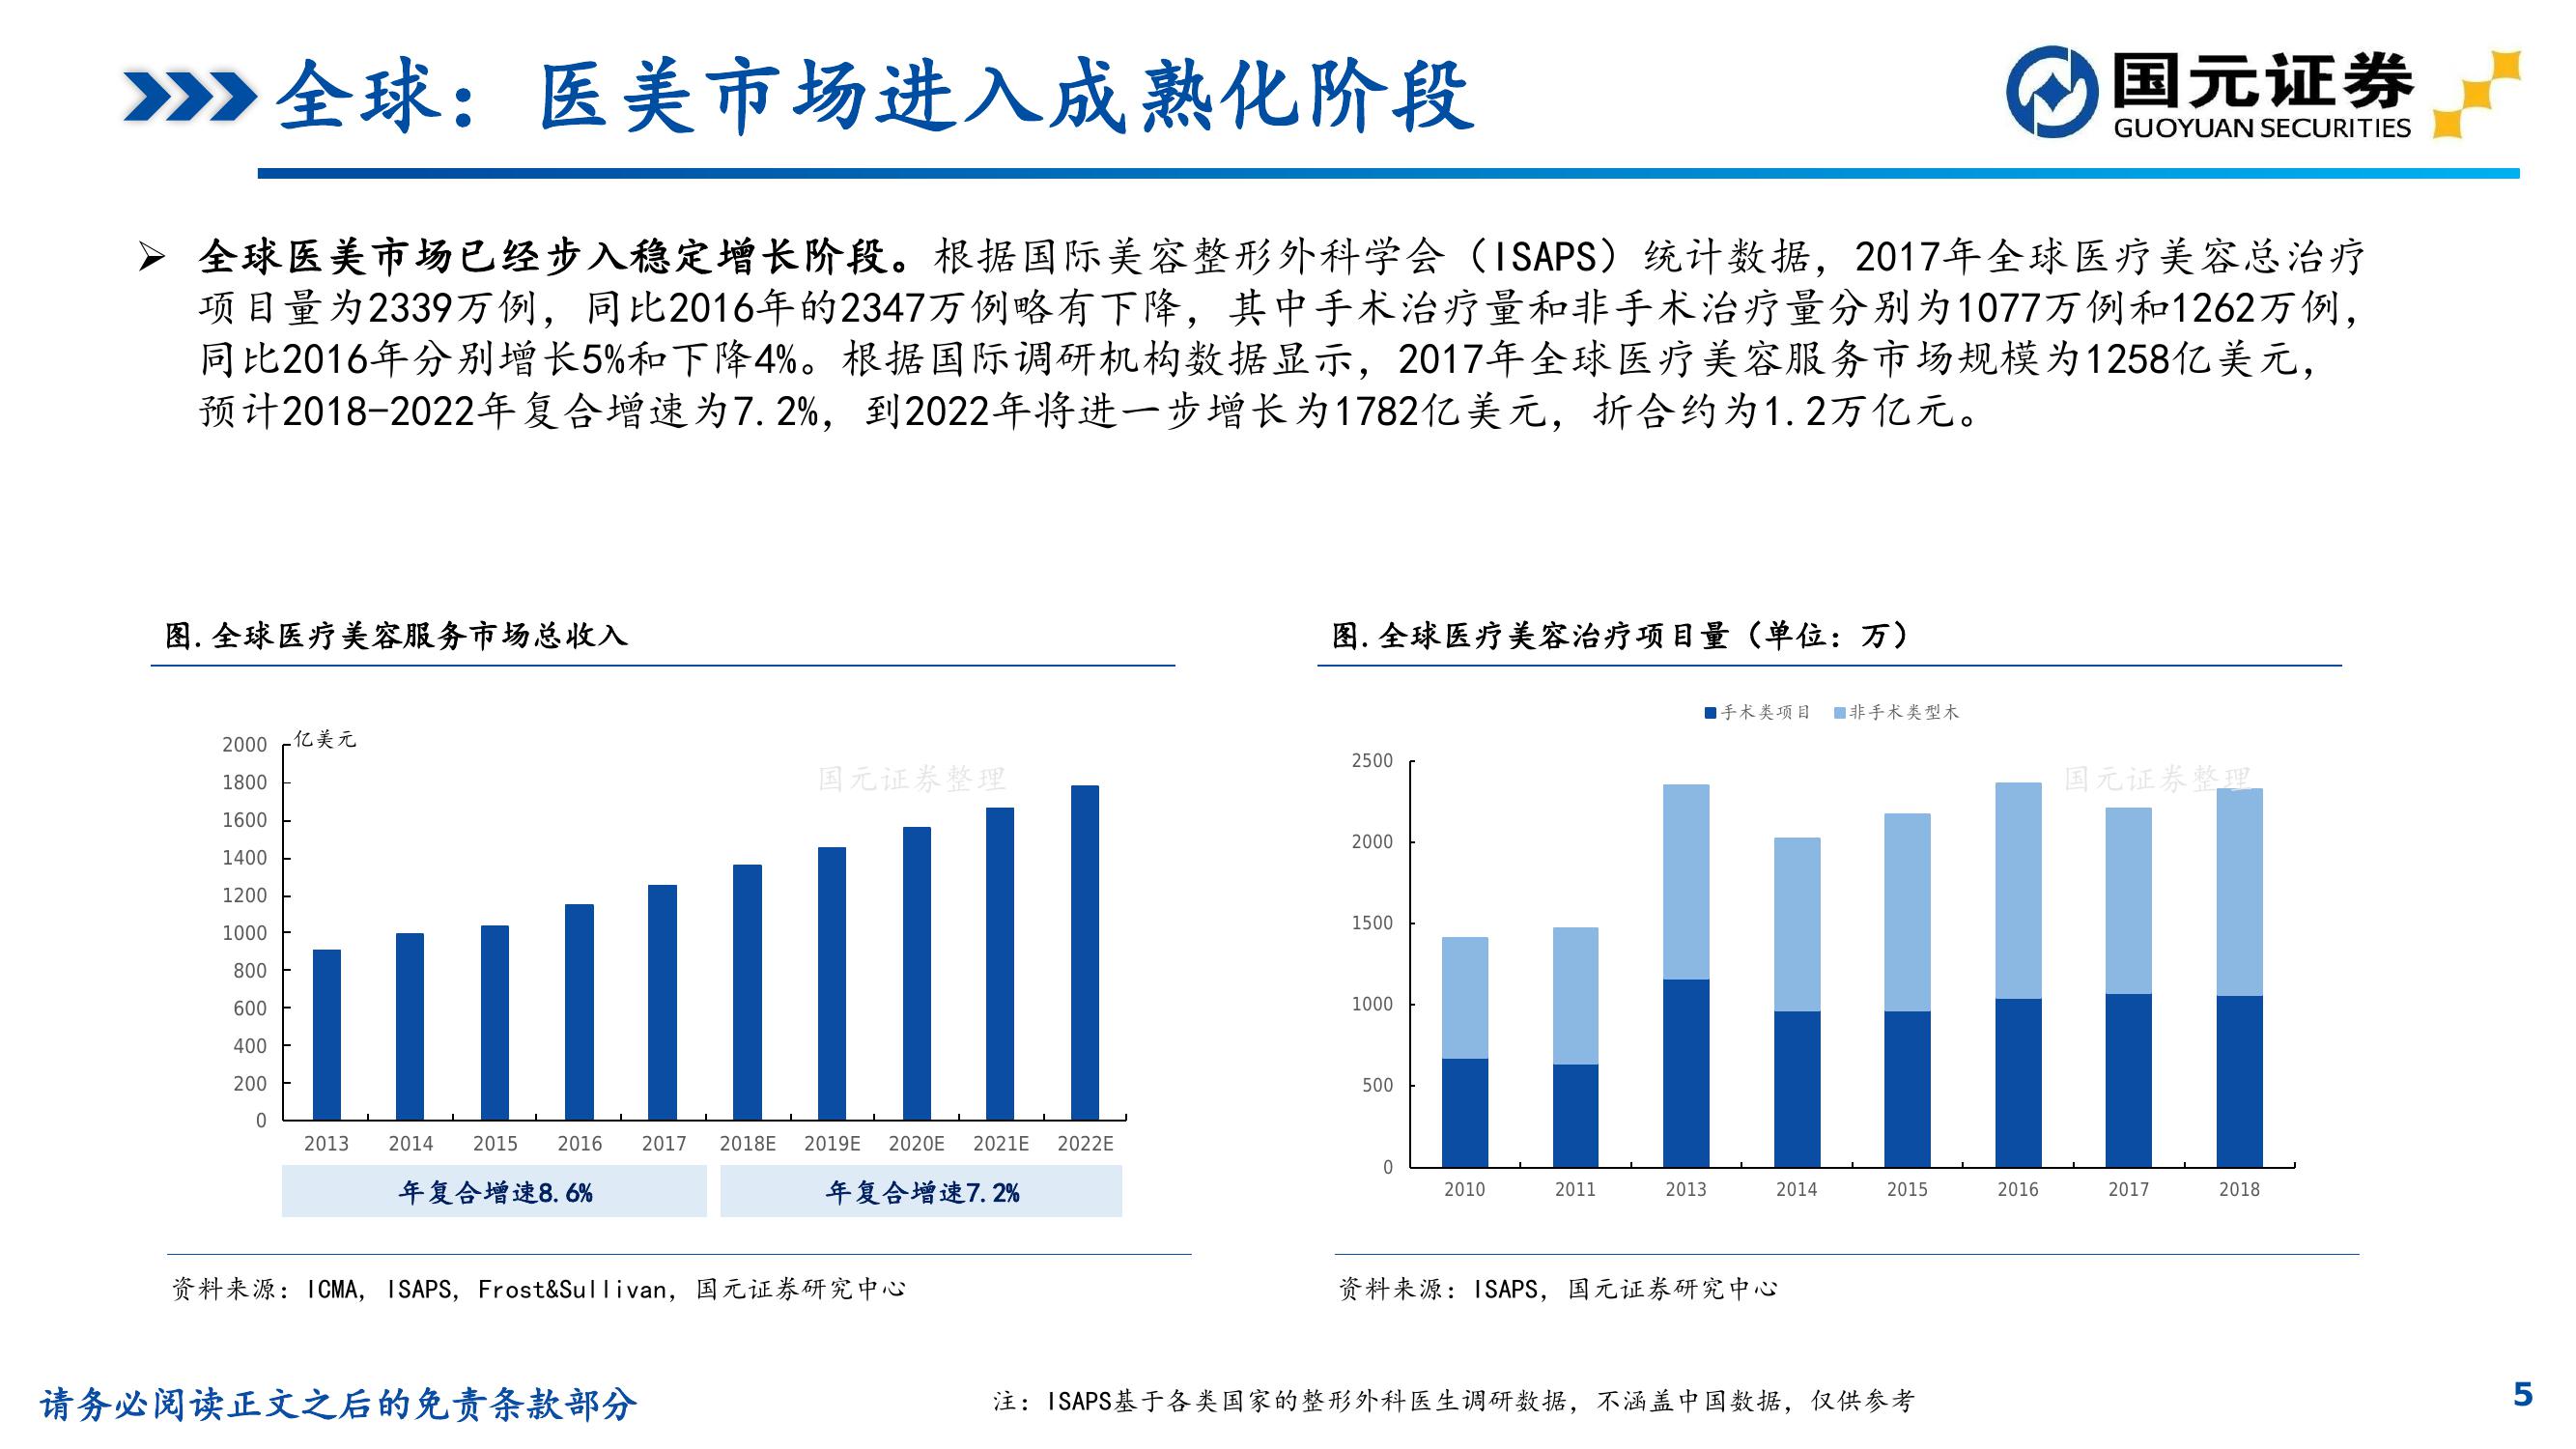 全球：医美市场进入成熟化阶段
国元证券
GUOYUAN SECURITIES
➢ 全球医美市场已经步入稳定增长阶段。根据国际美容整形外科学会（ISAPS）统计数据，2017年全球医疗美容总治疗
项目量为2339万例，同比2016年的2347万例略有下降，其中手术治疗量和非手术治疗量分别为1077万例和1262万例，
同比2016年分别增长5%和下降4%。根据国际调研机构数据显示，2017年全球医疗美容服务市场规模为1258亿美元，
预计2018-2022年复合增速为7.2%，到2022年将进一步增长为1782亿美元，折合约为1.2万亿元。
图.全球医疗美容服务市场总收入
亿美元
国元证券整理
2000
1800
1600
1400
1200
1000
800
600
400
200
0
2013 2014 2015 2016 2017 2018E 2019E 2020E 2021E 2022E
年复合增速8.6% 年复合增速7.2%
资料来源：ICMA, ISAPS, Frost&Sullivan, 国元证券研究中心
图.全球医疗美容治疗项目量（单位：万）
手术类项目 非手术类型木
国元证券整理
2500
2000
1500
1000
500
0
2010 2011 2013 2014 2015 2016 2017 2018
资料来源：ISAPS, 国元证券研究中心
请务必阅读正文之后的免责条款部分
注：ISAPS基于各类国家的整形外科医生调研数据，不涵盖中国数据，仅供参考
5